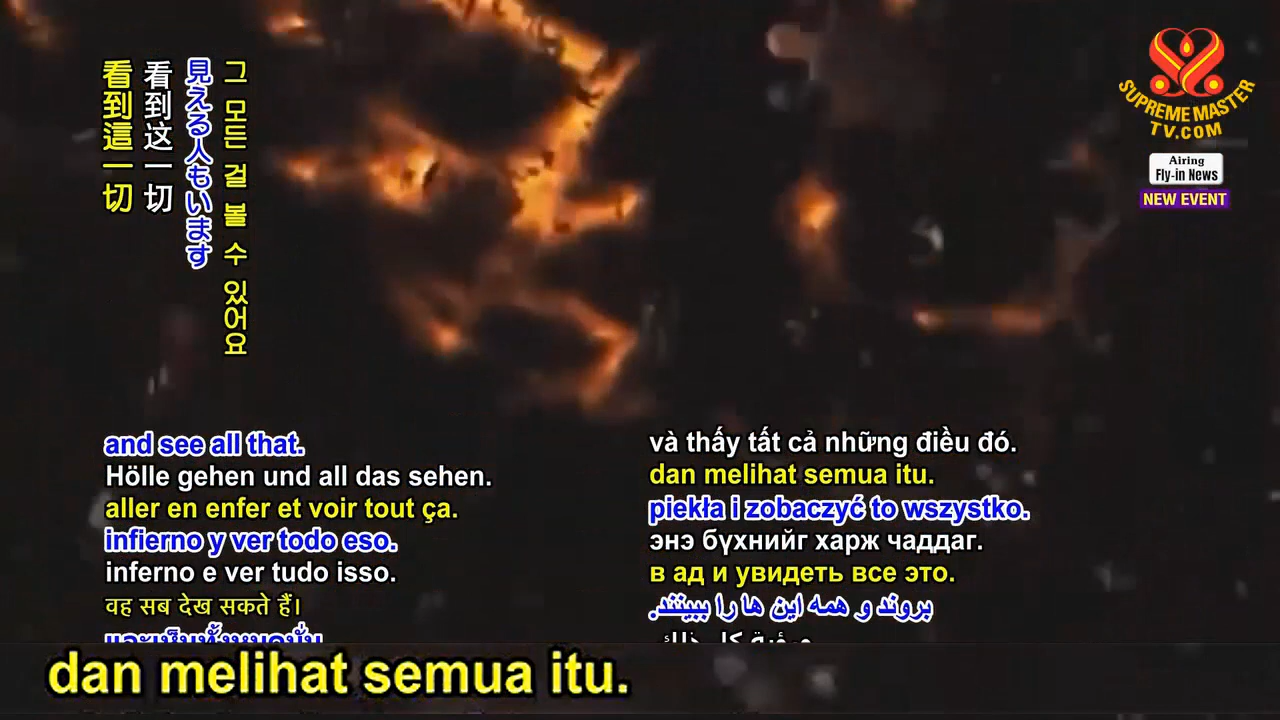 看到這一切
看到这一切
見える人もいます
그 모든 걸 볼 수 있어요
SUPREME MASTER
TV.COM
Airing
Fly-in News
NEW EVENT
and see all that.
Hölle gehen und all das sehen.
aller en enfer et voir tout ça.
infierno y ver todo eso.
inferno e ver tudo isso.
वह सब देख सकते हैं।
và thấy tất cả những điều đó.
dan melihat semua itu.
piekła i zobaczyć to wszystko.
энэ бүхнийг харж чаддаг.
в ад и увидеть все это.
بروند و همه این ها را ببینند.
dan melihat semua itu.